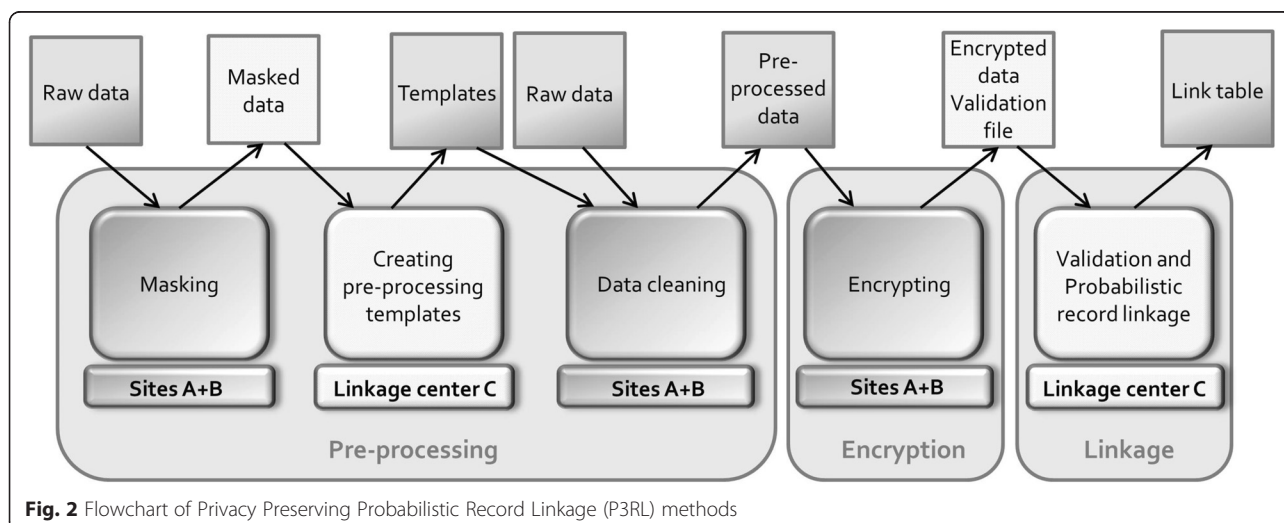 Raw data
Masked
data
Templates
Raw data
Pre-
processed
data
Encrypted
data
Validation
file
Link table
Masking
Creating
pre-processing
templates
Data cleaning
Encrypting
Validation and
Probabilistic
record linkage
Sites A+B
Linkage center C
Sites A+B
Sites A+B
Linkage center C
Pre-processing
Encryption
Linkage
Fig. 2 Flowchart of Privacy Preserving Probabilistic Record Linkage (P3RL) methods